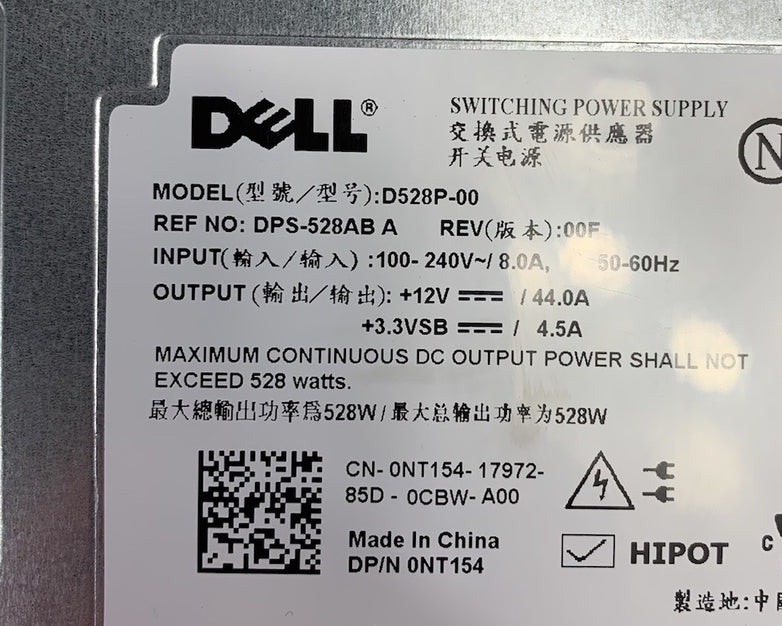 DELL®
SWITCHING POWER SUPPLY
交換式電源供應器
开关电源
N
MODEL(型號/型号):D528P-00
REF NO: DPS-528AB A REV(版本):00F
INPUT(輸入/输入) :100- 240V~/ 8.0A, 50-60Hz
OUTPUT (輸出/输出): +12V / 44.0A
+3.3VSB / 4.5A
MAXIMUM CONTINUOUS DC OUTPUT POWER SHALL NOT
EXCEED 528 watts.
最大總輸出功率爲528W / 最大总输出功率为528W
CN- 0NT154- 17972-
85D - 0CBW- A00
Made In China
DP/N 0NT154
HIPOT
c
製造地:中國